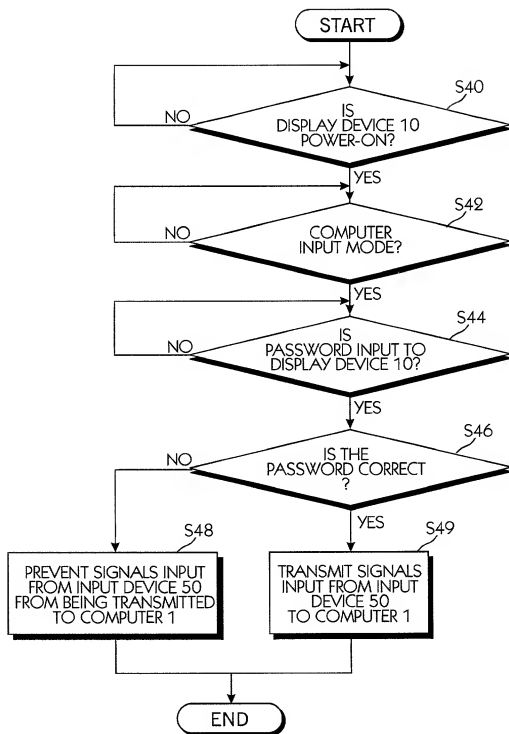 START
S40
IS
DISPLAY DEVICE 10
POWER-ON?
NO
YES
S42
COMPUTER
INPUT MODE?
NO
YES
S44
IS
PASSWORD INPUT TO
DISPLAY DEVICE 10?
NO
YES
S46
IS THE
PASSWORD CORRECT
?
NO
YES
S48
PREVENT SIGNALS INPUT
FROM INPUT DEVICE 50
FROM BEING TRANSMITTED
TO COMPUTER 1
S49
TRANSMIT SIGNALS
INPUT FROM INPUT
DEVICE 50
TO COMPUTER 1
END